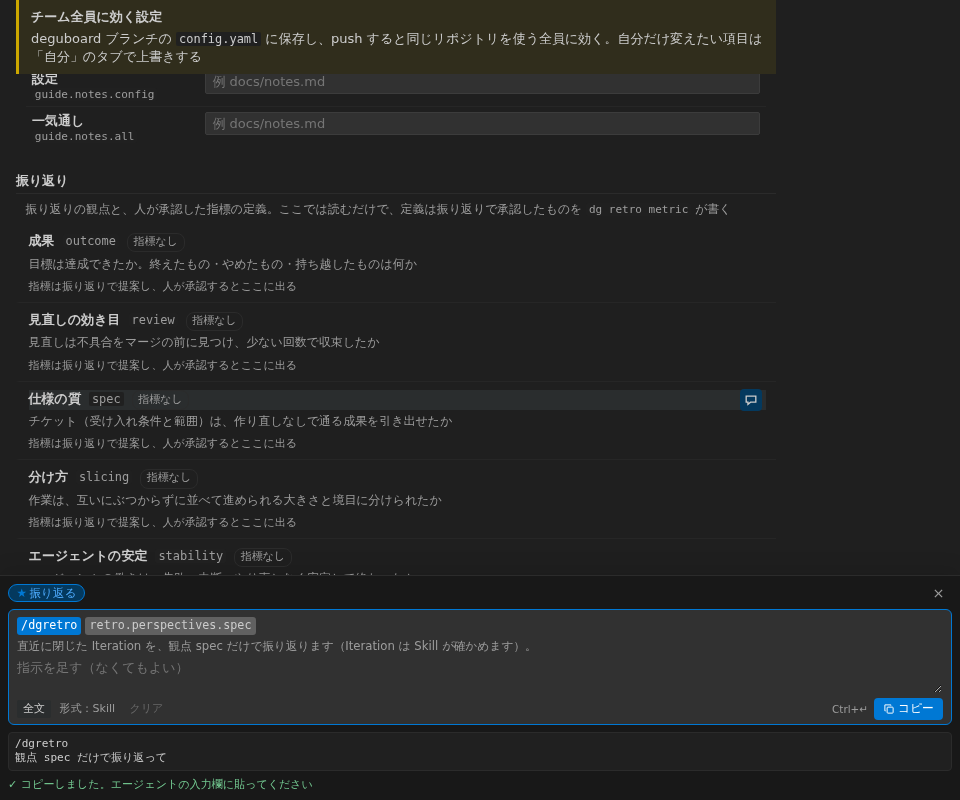 チーム全員に効く設定
deguboard ブランチの config.yaml に保存し、push すると同じリポジトリを使う全員に効く。自分だけ変えたい項目は
「自分」のタブで上書きする
設定
例 docs/notes.md
guide.notes.config
一気通し
例 docs/notes.md
guide.notes.all
振り返り
振り返りの観点と、人が承認した指標の定義。ここでは読むだけで、定義は振り返りで承認したものを dg retro metric が書く
成果 outcome 指標なし
目標は達成できたか。終えたもの・やめたもの・持ち越したものは何か
指標は振り返りで提案し、人が承認するとここに出る
見直しの効き目 review 指標なし
見直しは不具合をマージの前に見つけ、少ない回数で収束したか
指標は振り返りで提案し、人が承認するとここに出る
仕様の質 spec 指標なし
チケット（受け入れ条件と範囲）は、作り直しなしで通る成果を引き出せたか
指標は振り返りで提案し、人が承認するとここに出る
分け方 slicing 指標なし
作業は、互いにぶつからずに並べて進められる大きさと境目に分けられたか
指標は振り返りで提案し、人が承認するとここに出る
エージェントの安定 stability 指標なし
★ 振り返る ×
/dgretro retro.perspectives.spec
直近に閉じた Iteration を、観点 spec だけで振り返ります（Iteration は Skill が確かめます）。
指示を足す（なくてもよい）
全文 形式：Skill クリア Ctrl+↵ コピー
/dgretro
観点 spec だけで振り返って
✓ コピーしました。エージェントの入力欄に貼ってください